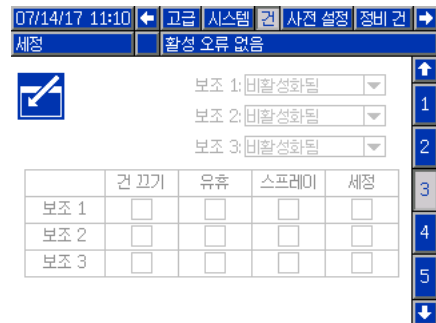 07/14/17 11:10 고급 시스템 건 사전 설정 정비 건
세정 활성 오류 없음
보조 1: 비활성화됨
보조 2: 비활성화됨
보조 3: 비활성화됨
건 끄기 유휴 스프레이 세정
보조 1
보조 2
보조 3
1
2
3
4
5